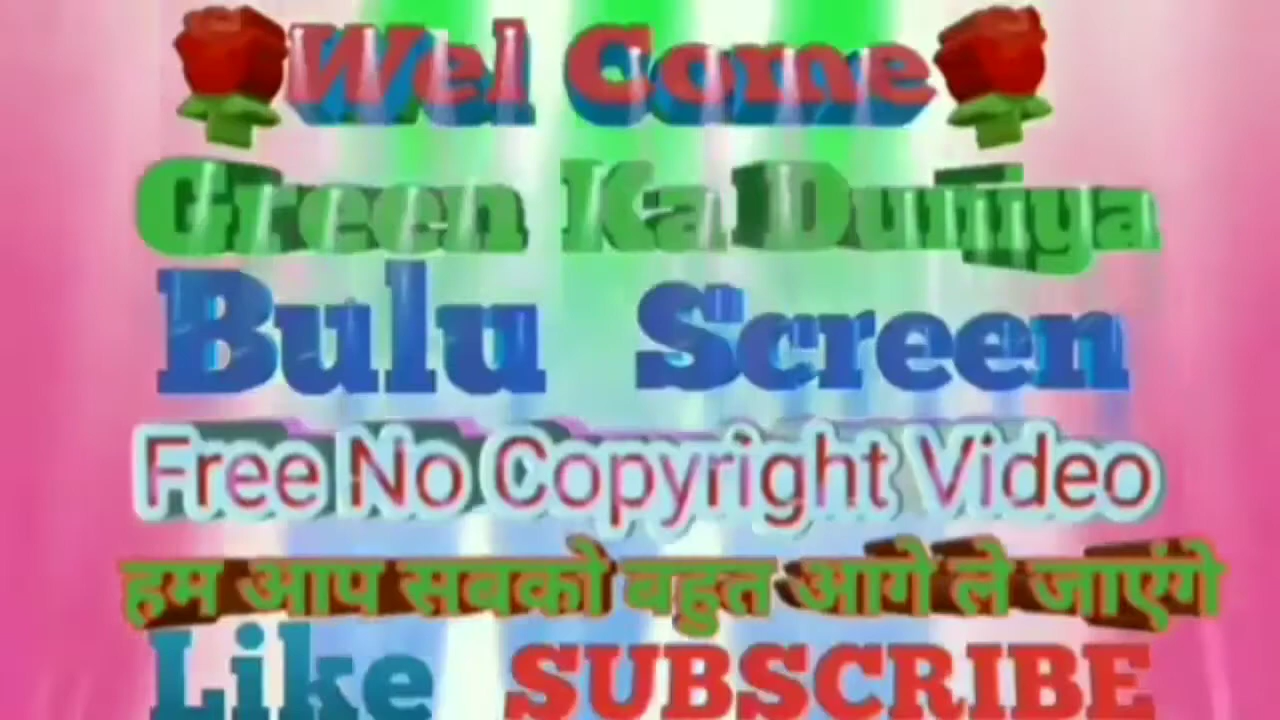 🌹Wel Come🌹
Green Ka Duniya
Bulu Screen
Free No Copyright Video
हम आप सबको बहुत आगे ले जाएंगे
Like SUBSCRIBE